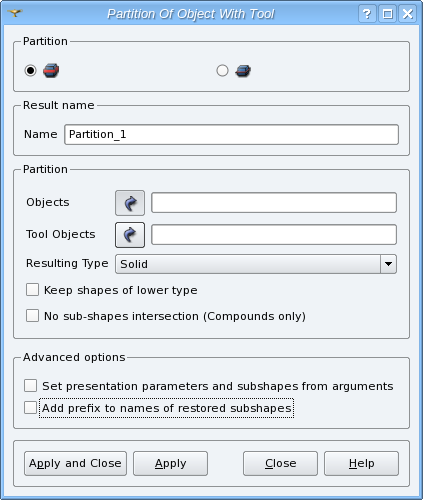 Partition Of Object With Tool
Partition
Result name
Name Partition_1
Partition
Objects
Tool Objects
Resulting Type Solid
Keep shapes of lower type
No sub-shapes intersection (Compounds only)
Advanced options
Set presentation parameters and subshapes from arguments
Add prefix to names of restored subshapes
Apply and Close Apply Close Help